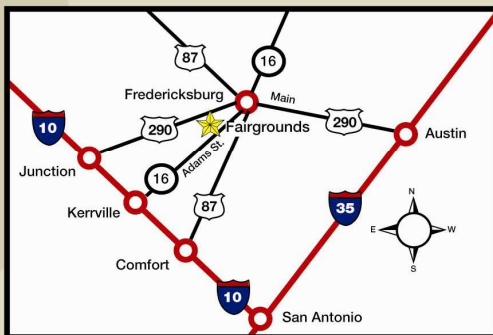 87
16
Fredericksburg
Main
10
290
Fairgrounds
290
Austin
Junction
Adams St.
16
Kerrville
87
35
N
E
W
S
Comfort
10
San Antonio